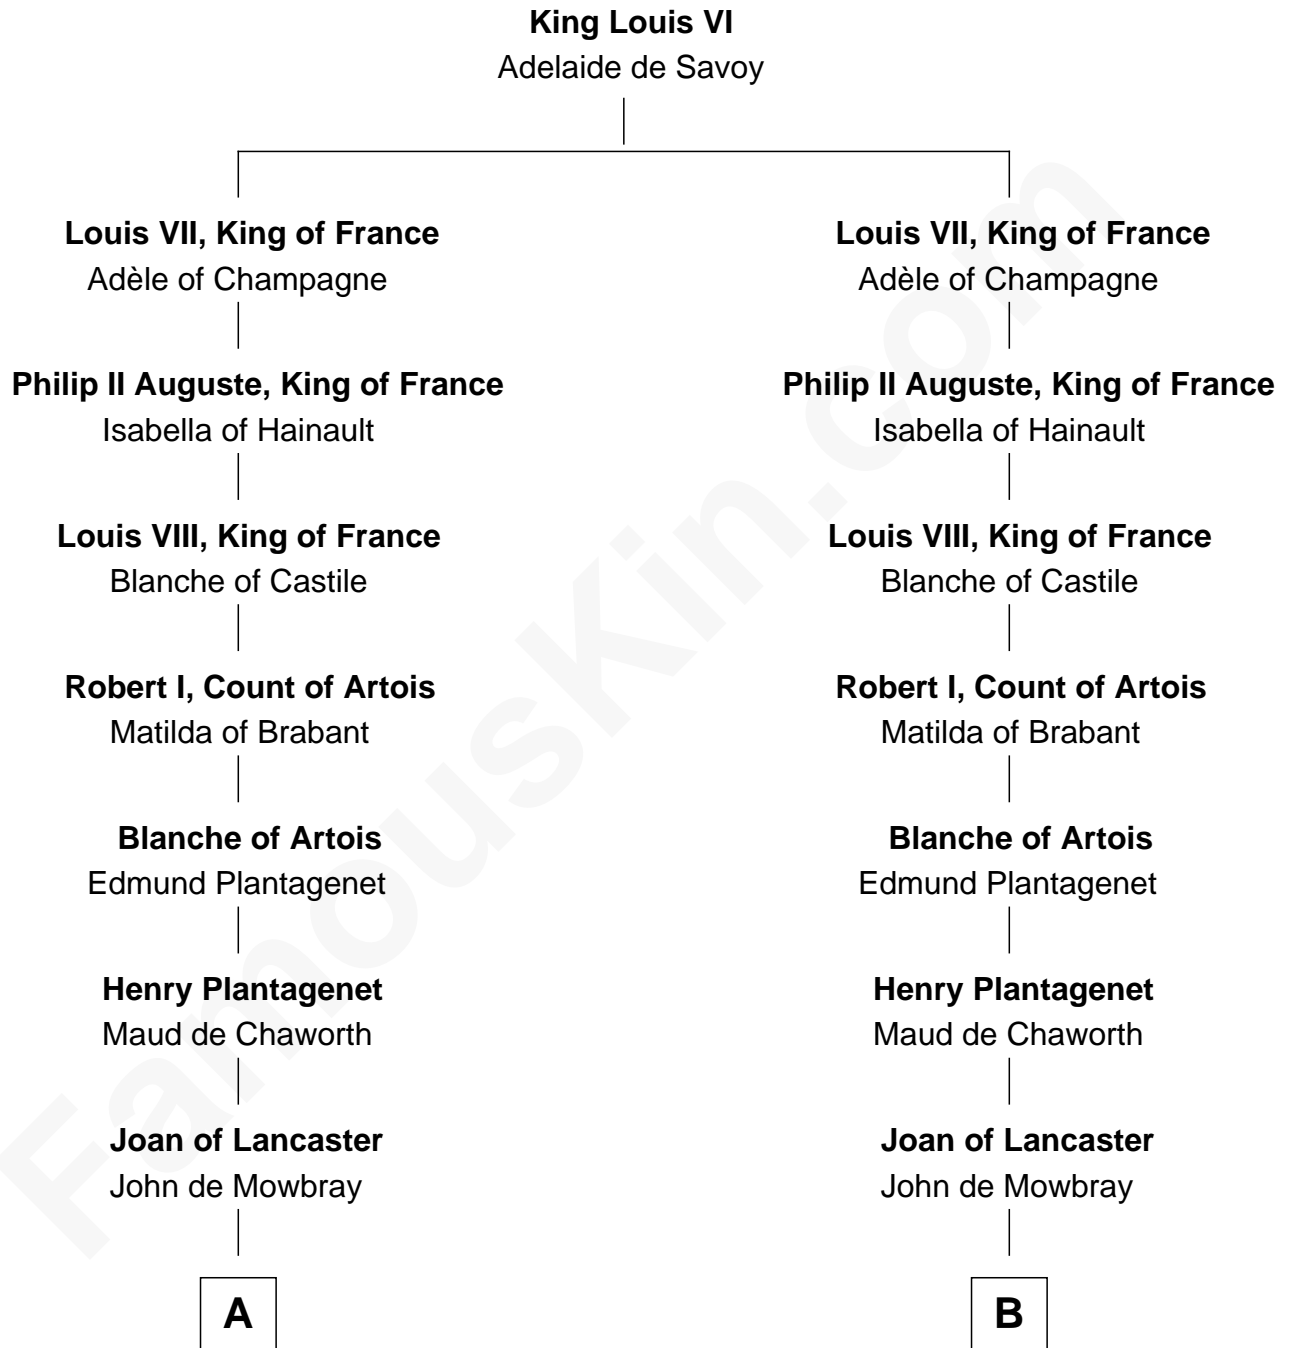 King Louis VI
Adelaide de Savoy
Louis VII, King of France
Adèle of Champagne
Philip II Auguste, King of France
Isabella of Hainault
Louis VIII, King of France
Blanche of Castile
Robert I, Count of Artois
Matilda of Brabant
Blanche of Artois
Edmund Plantagenet
Henry Plantagenet
Maud de Chaworth
Joan of Lancaster
John de Mowbray
A
Louis VII, King of France
Adèle of Champagne
Philip II Auguste, King of France
Isabella of Hainault
Louis VIII, King of France
Blanche of Castile
Robert I, Count of Artois
Matilda of Brabant
Blanche of Artois
Edmund Plantagenet
Henry Plantagenet
Maud de Chaworth
Joan of Lancaster
John de Mowbray
B
FamousKin.com